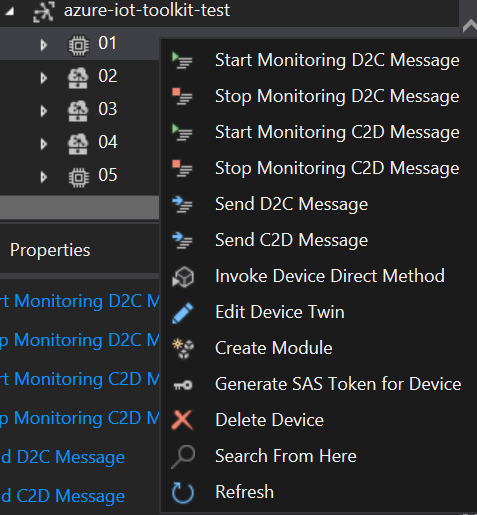 azure-iot-toolkit-test
01
02
03
04
05
Start Monitoring D2C Message
Stop Monitoring D2C Message
Start Monitoring C2D Message
Stop Monitoring C2D Message
Send D2C Message
Send C2D Message
Invoke Device Direct Method
Edit Device Twin
Create Module
Generate SAS Token for Device
Delete Device
Search From Here
Refresh
Properties
rt Monitoring D2C M
p Monitoring D2C M
rt Monitoring C2D M
p Monitoring C2D M
d D2C Message
d C2D Message